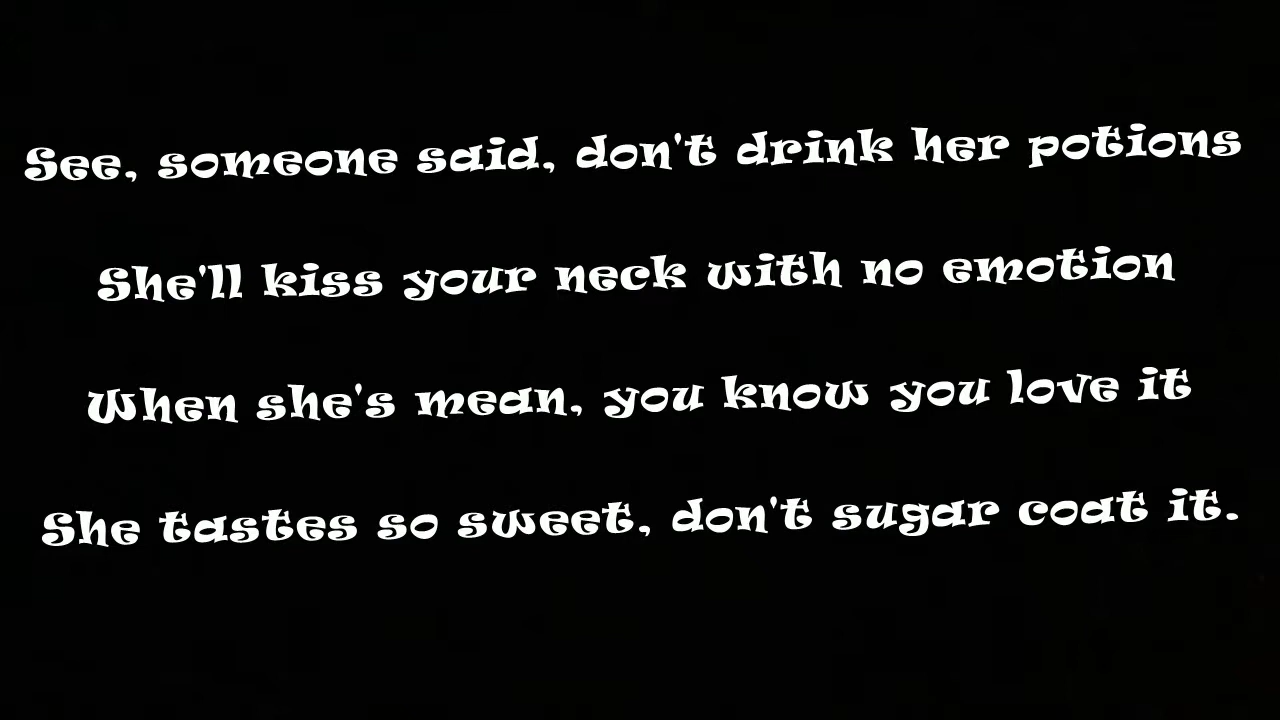 See, someone said, don't drink her potions
She'll kiss your neck with no emotion
When she's mean, you know you love it
She tastes so sweet, don't sugar coat it.